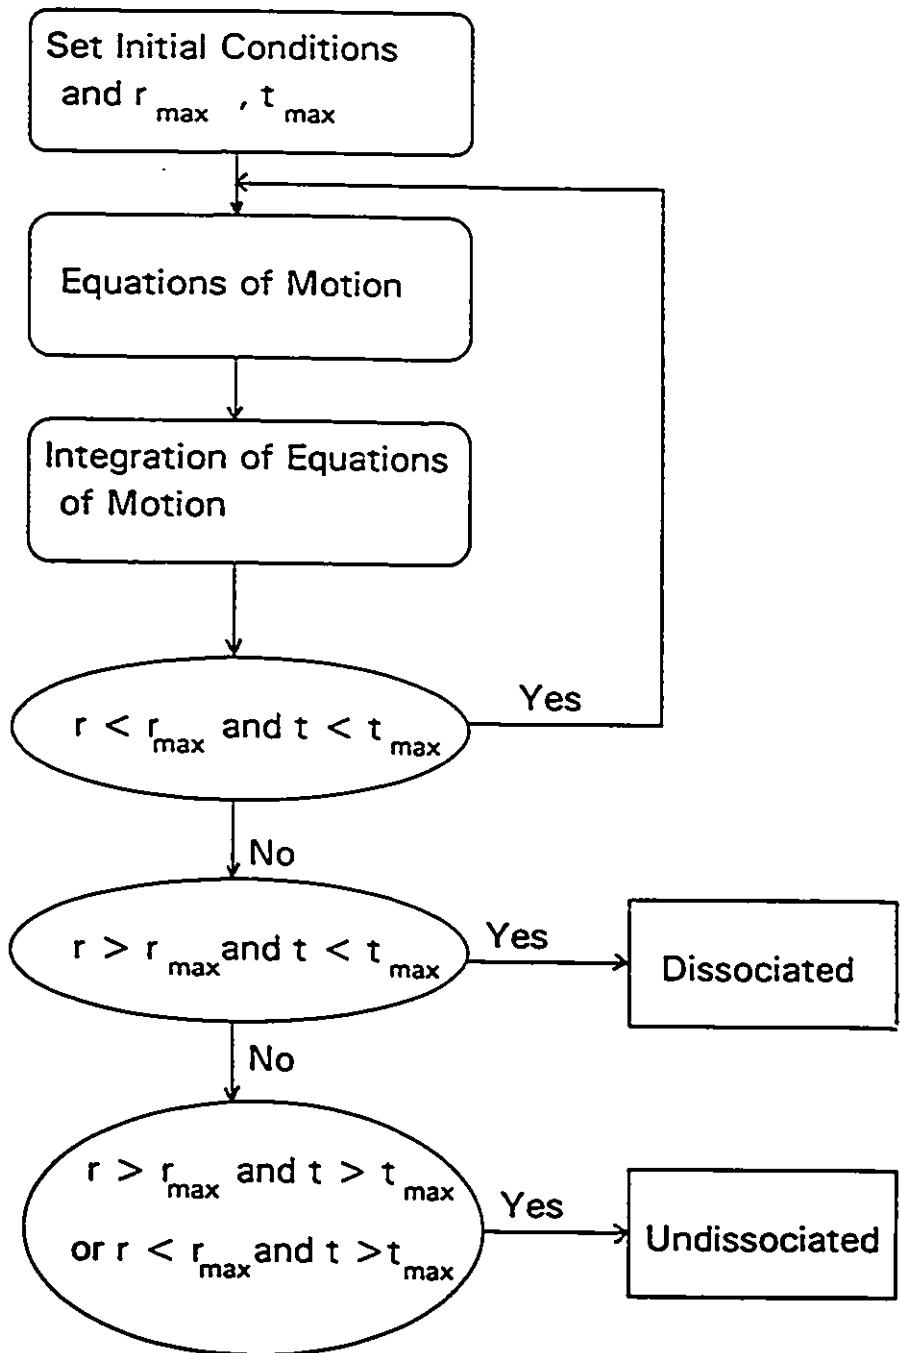 Set Initial Conditions
and r max , t max
Equations of Motion
Integration of Equations
of Motion
r < r max and t < t max
Yes
No
r > r max and t < t max
Yes
Dissociated
No
r > r max and t > t max
or r < r max and t > t max
Yes
Undissociated